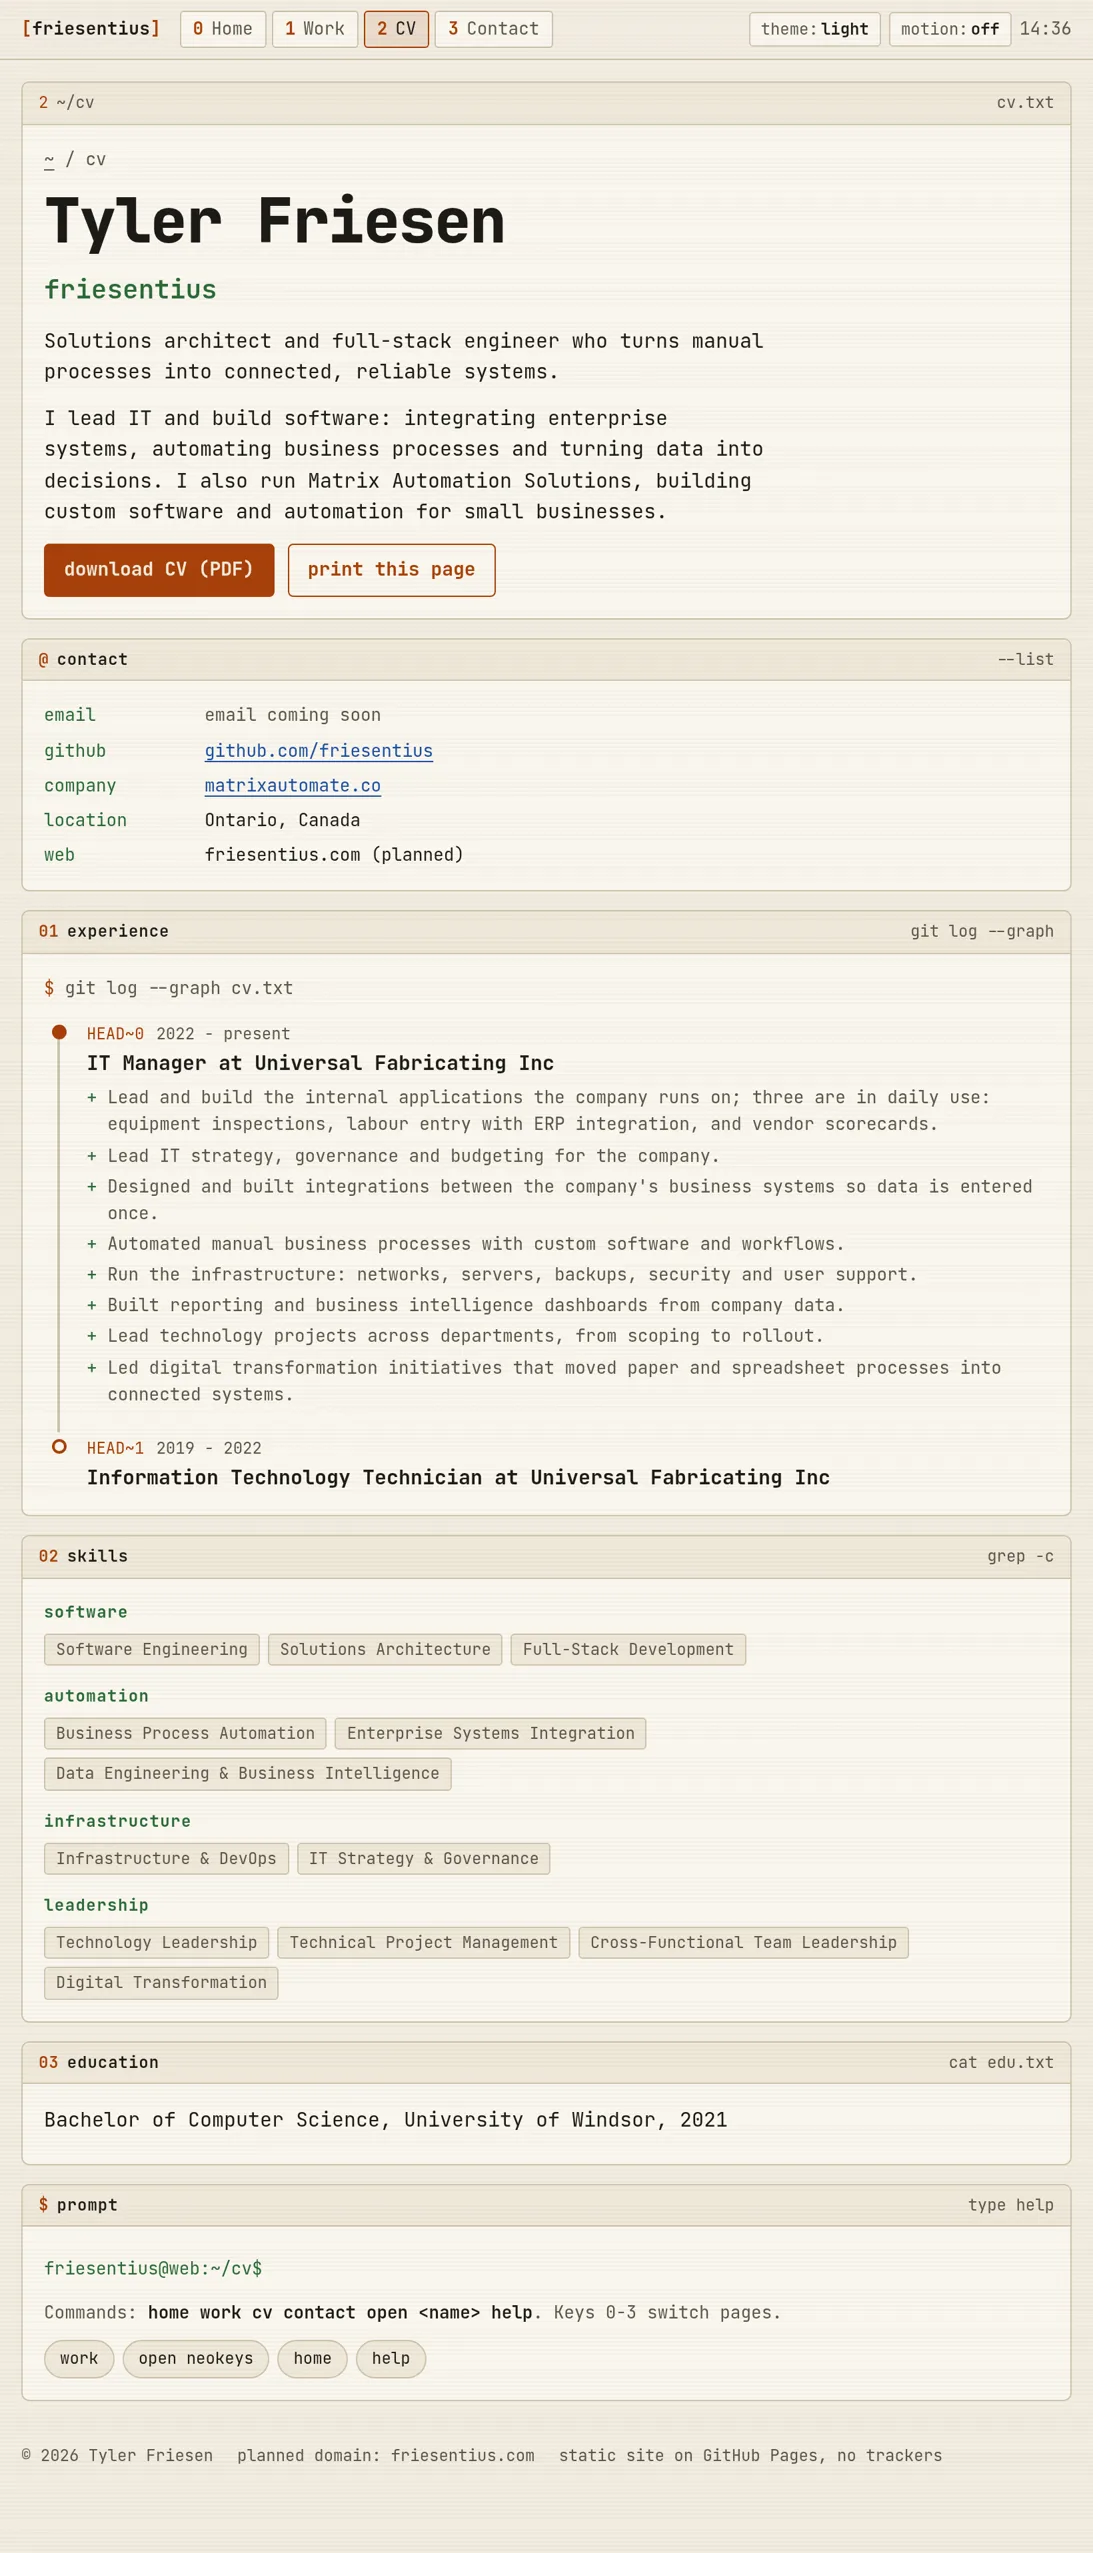 [friesentius] 0 Home 1 Work 2 CV 3 Contact theme: light motion: off 14:36
2 ~/cv cv.txt
~ / cv
Tyler Friesen
friesentius
Solutions architect and full-stack engineer who turns manual
processes into connected, reliable systems.
I lead IT and build software: integrating enterprise
systems, automating business processes and turning data into
decisions. I also run Matrix Automation Solutions, building
custom software and automation for small businesses.
download CV (PDF) print this page
@ contact --list
email email coming soon
github github.com/friesentius
company matrixautomate.co
location Ontario, Canada
web friesentius.com (planned)
01 experience git log --graph
$ git log --graph cv.txt
HEAD~0 2022 - present
IT Manager at Universal Fabricating Inc
+ Lead and build the internal applications the company runs on; three are in daily use:
equipment inspections, labour entry with ERP integration, and vendor scorecards.
+ Lead IT strategy, governance and budgeting for the company.
+ Designed and built integrations between the company's business systems so data is entered
once.
+ Automated manual business processes with custom software and workflows.
+ Run the infrastructure: networks, servers, backups, security and user support.
+ Built reporting and business intelligence dashboards from company data.
+ Lead technology projects across departments, from scoping to rollout.
+ Led digital transformation initiatives that moved paper and spreadsheet processes into
connected systems.
HEAD~1 2019 - 2022
Information Technology Technician at Universal Fabricating Inc
02 skills grep -c
software
Software Engineering Solutions Architecture Full-Stack Development
automation
Business Process Automation Enterprise Systems Integration
Data Engineering & Business Intelligence
infrastructure
Infrastructure & DevOps IT Strategy & Governance
leadership
Technology Leadership Technical Project Management Cross-Functional Team Leadership
Digital Transformation
03 education cat edu.txt
Bachelor of Computer Science, University of Windsor, 2021
$ prompt type help
friesentius@web:~/cv$
Commands: home work cv contact open <name> help. Keys 0-3 switch pages.
work open neokeys home help
© 2026 Tyler Friesen planned domain: friesentius.com static site on GitHub Pages, no trackers